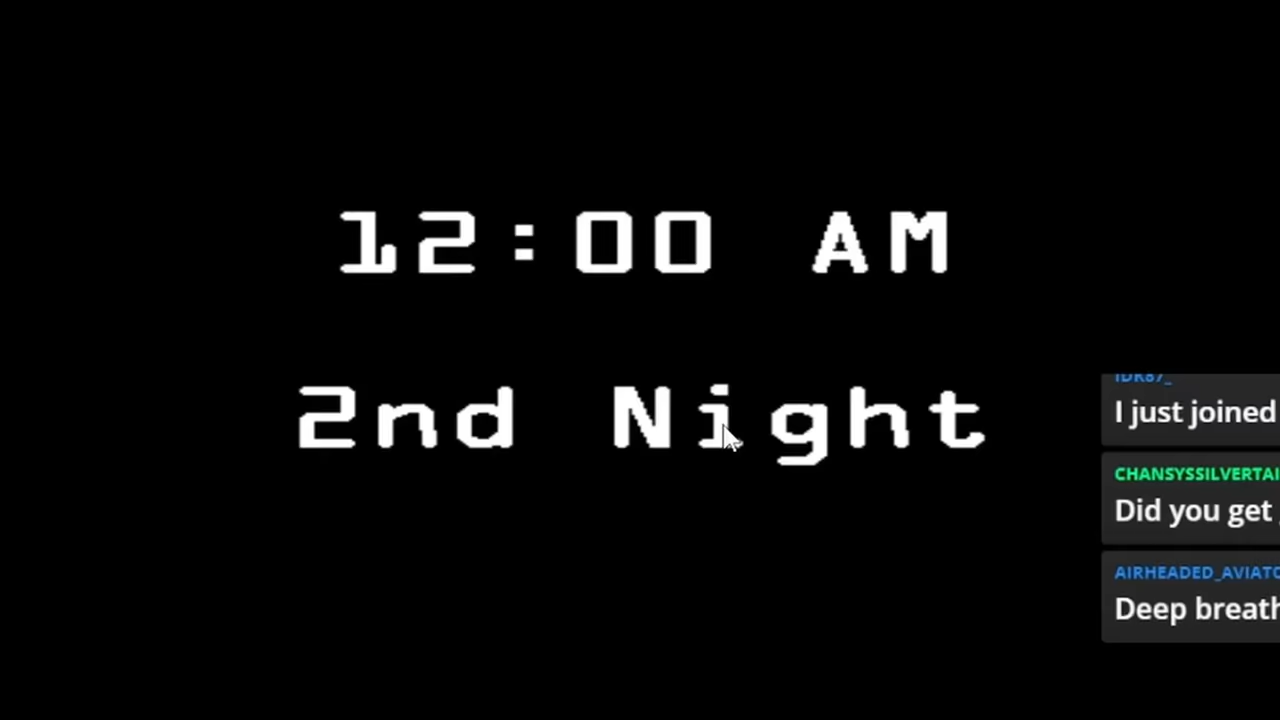 12:00 AM
2nd Night
I just joined
CHANSYSSILVERTAI
Did you get
AIRHEADED_AVIATO
Deep breath